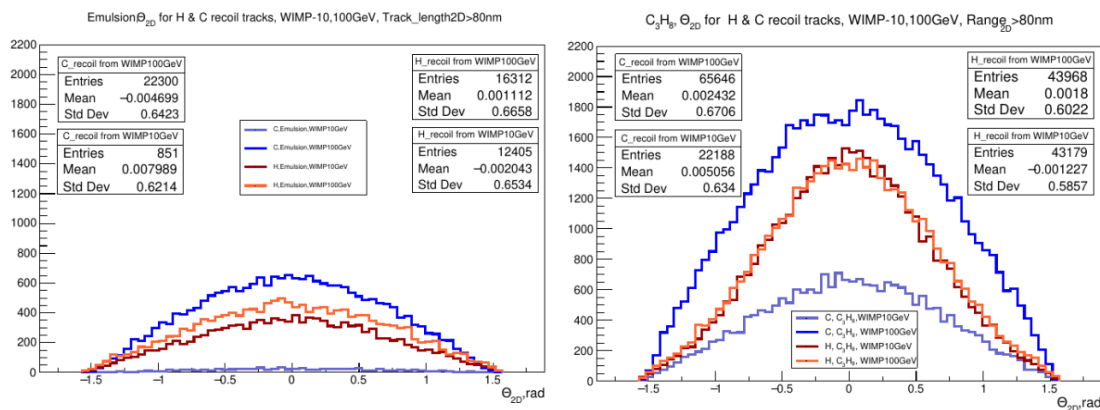 Emulsion,Θ2D for H & C recoil tracks, WIMP-10,100GeV, Track_length2D>80nm
2200
2000
1800
1600
1400
1200
1000
800
600
400
200
0
C_recoil from WIMP100GeV
Entries 22300
Mean −0.004699
Std Dev 0.6423
C_recoil from WIMP10GeV
Entries 851
Mean 0.007989
Std Dev 0.6214
C,Emulsion,WIMP10GeV
C,Emulsion,WIMP100GeV
H,Emulsion,WIMP10GeV
H,Emulsion,WIMP100GeV
H_recoil from WIMP100GeV
Entries 16312
Mean 0.001112
Std Dev 0.6658
H_recoil from WIMP10GeV
Entries 12405
Mean −0.002043
Std Dev 0.6534
−1.5 −1 −0.5 0 0.5 1 1.5
Θ2D,rad
C3H8, Θ2D for H & C recoil tracks, WIMP-10,100GeV, Range2D>80nm
2200
2000
1800
1600
1400
1200
1000
800
600
400
200
0
C_recoil from WIMP100GeV
Entries 65646
Mean 0.002432
Std Dev 0.6706
C_recoil from WIMP10GeV
Entries 22188
Mean 0.005056
Std Dev 0.634
H_recoil from WIMP100GeV
Entries 43968
Mean 0.0018
Std Dev 0.6022
H_recoil from WIMP10GeV
Entries 43179
Mean −0.001227
Std Dev 0.5857
C, C3H8, WIMP10GeV
C, C3H8, WIMP100GeV
H, C3H8, WIMP10GeV
H, C3H8, WIMP100GeV
−1.5 −1 −0.5 0 0.5 1 1.5
Θ2D,rad